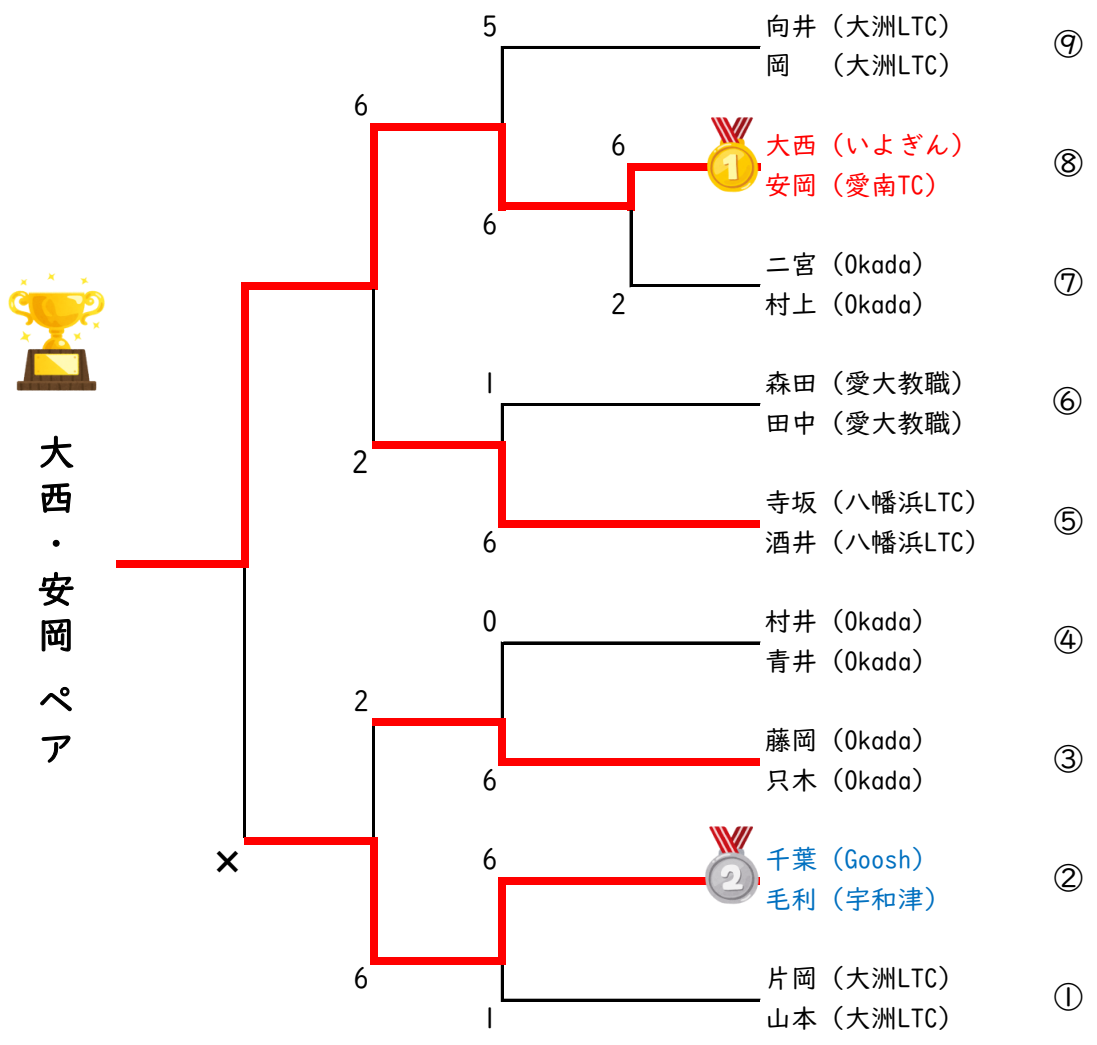 5
向井（大洲LTC）
岡　（大洲LTC）
⑨
6
6
1
大西（いよぎん）
安岡（愛南TC）
⑧
6
2
二宮（Okada）
村上（Okada）
⑦
1
森田（愛大教職）
田中（愛大教職）
⑥
2
6
寺坂（八幡浜LTC）
酒井（八幡浜LTC）
⑤
大西・安岡 ペア
0
村井（Okada）
青井（Okada）
④
2
6
藤岡（Okada）
只木（Okada）
③
×
6
2
千葉（Goosh）
毛利（宇和津）
②
6
1
片岡（大洲LTC）
山本（大洲LTC）
①